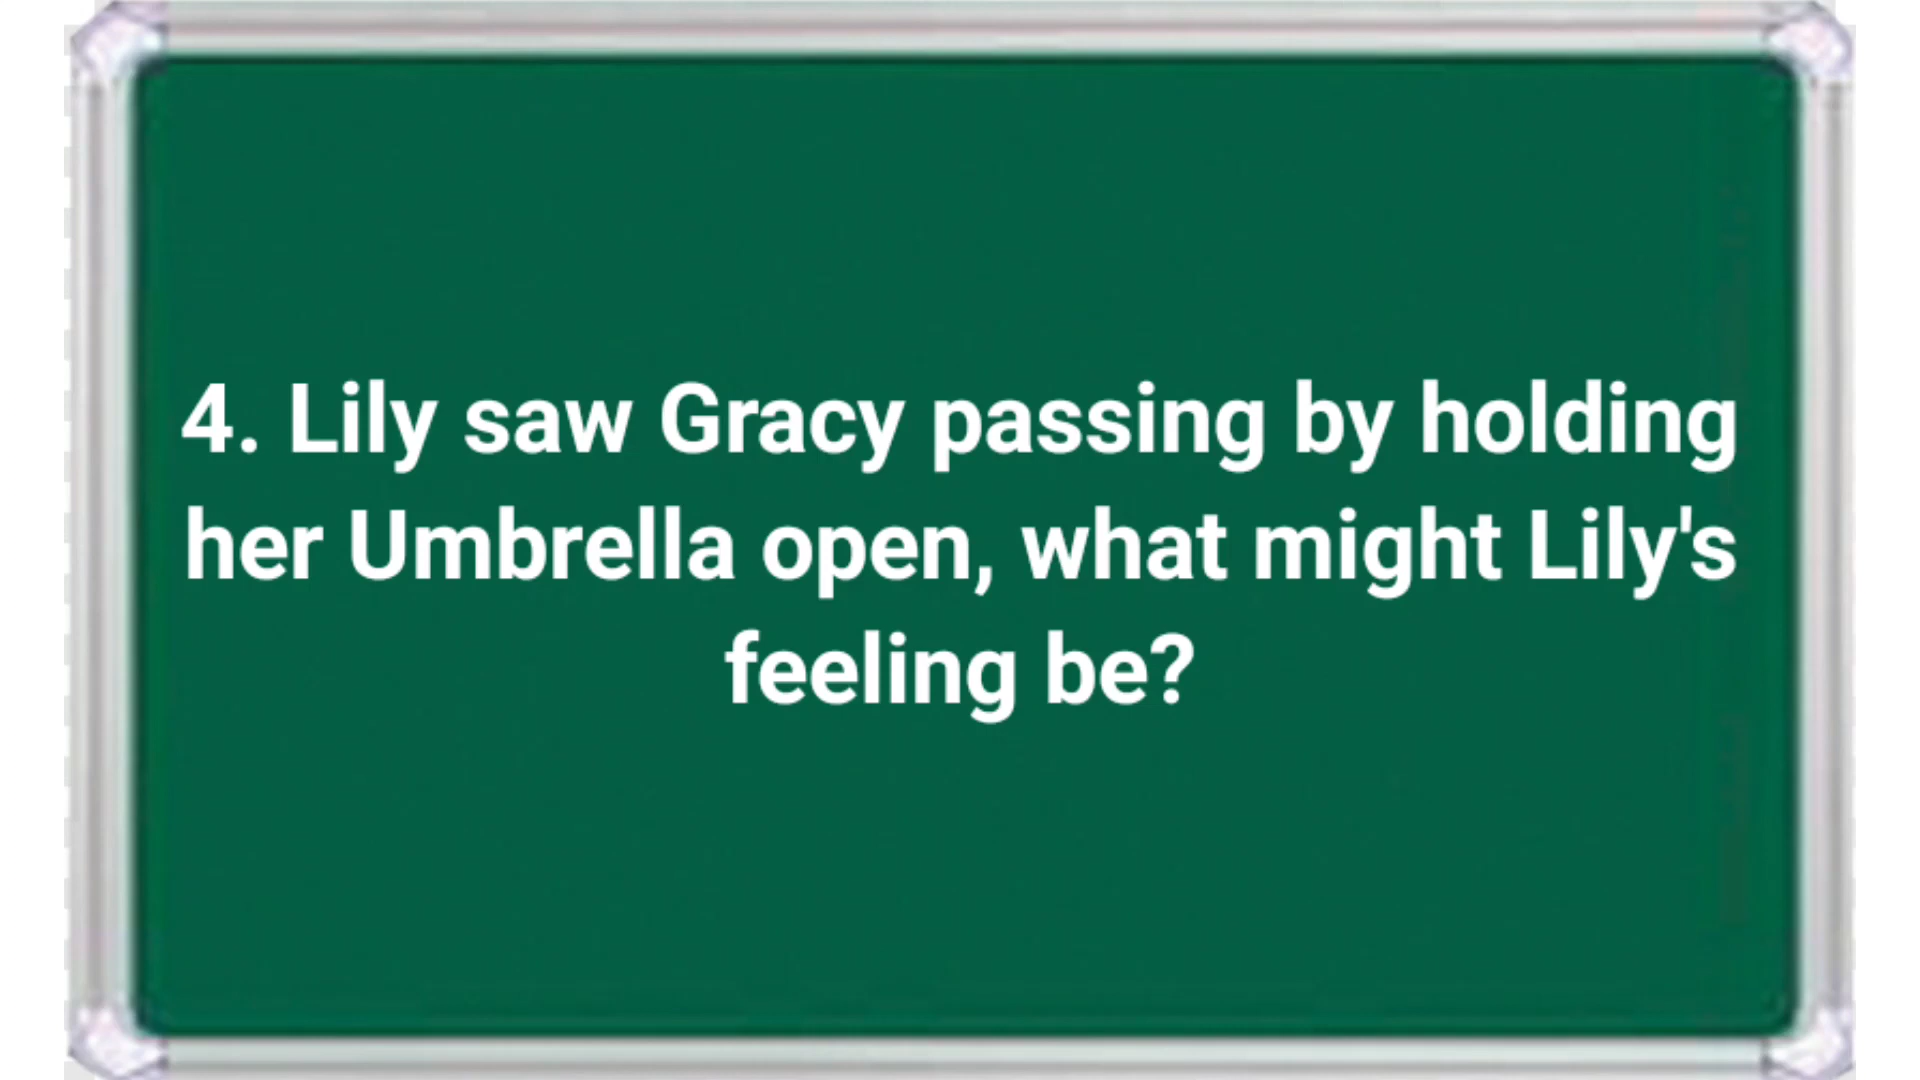 4. Lily saw Gracy passing by holding
her Umbrella open, what might Lily's
feeling be?